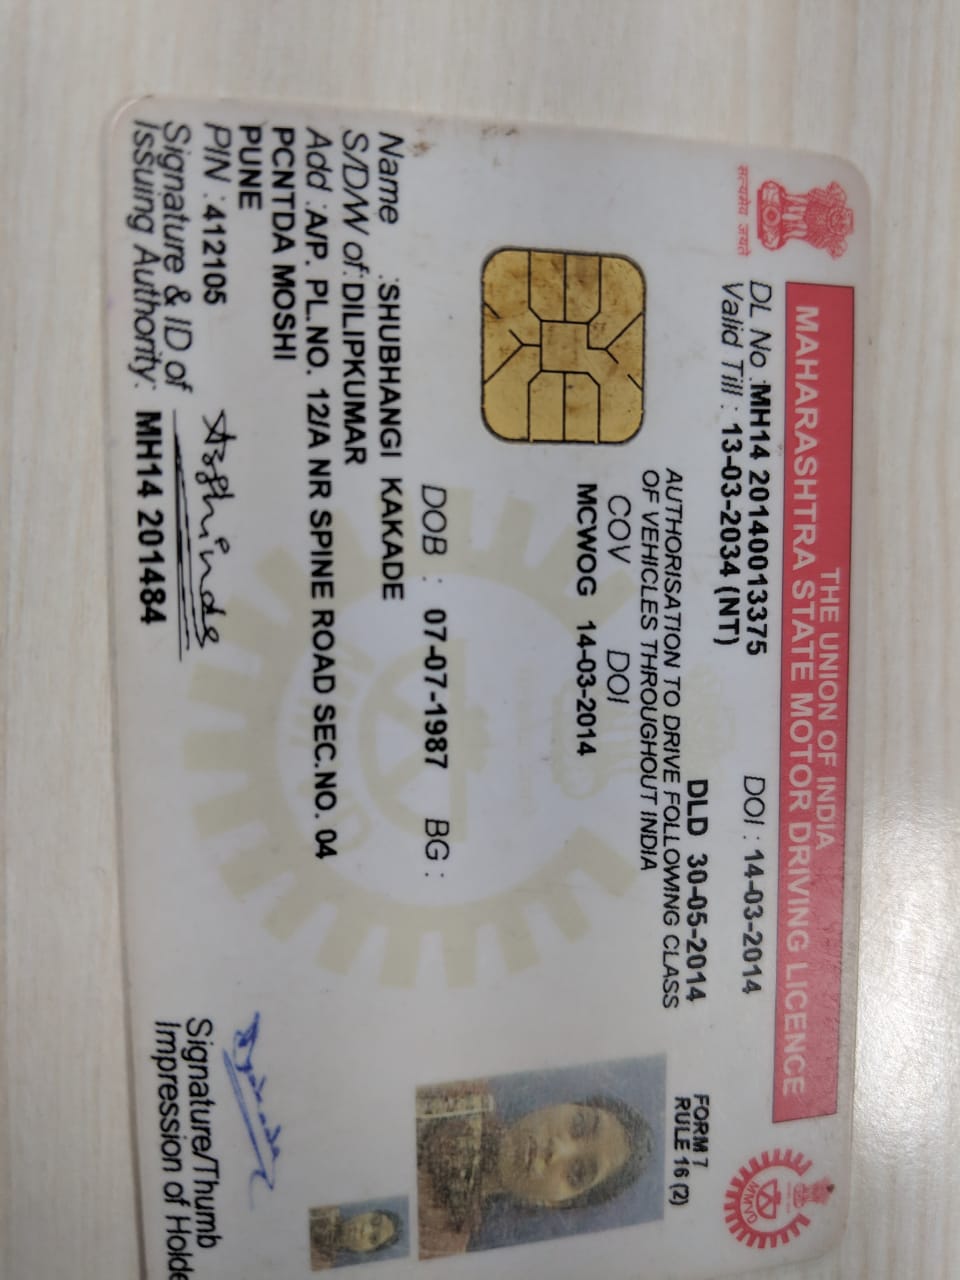 THE UNION OF INDIA
MAHARASHTRA STATE MOTOR DRIVING LICENCE
सत्यमेव जयते
DL No :MH14 20140013375 DOI : 14-03-2014
Valid Till : 13-03-2034 (NT)
DLD 30-05-2014
FORM 7
RULE 16 (2)
AUTHORISATION TO DRIVE FOLLOWING CLASS
OF VEHICLES THROUGHOUT INDIA
COV DOI
MCWOG 14-03-2014
DOB : 07-07-1987 BG :
Name :SHUBHANGI KAKADE
S/D/W of:DILIPKUMAR
Add :A/P. PL.NO. 12/A NR SPINE ROAD SEC.NO. 04
PCNTDA MOSHI
PUNE
PIN :412105
Signature & ID of
Issuing Authority: MH14 201484
Signature/Thumb
Impression of Holde
MMVD